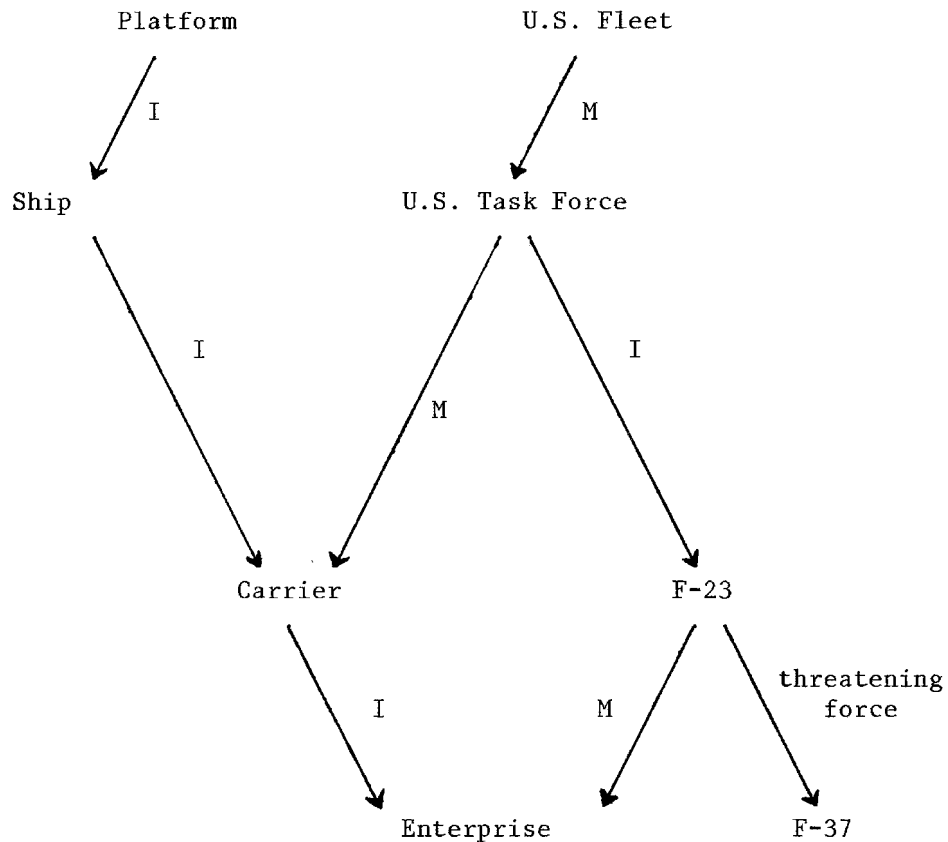 Platform
U.S. Fleet
I
M
Ship
U.S. Task Force
I
M
I
Carrier
F-23
I
M
threatening
force
Enterprise
F-37